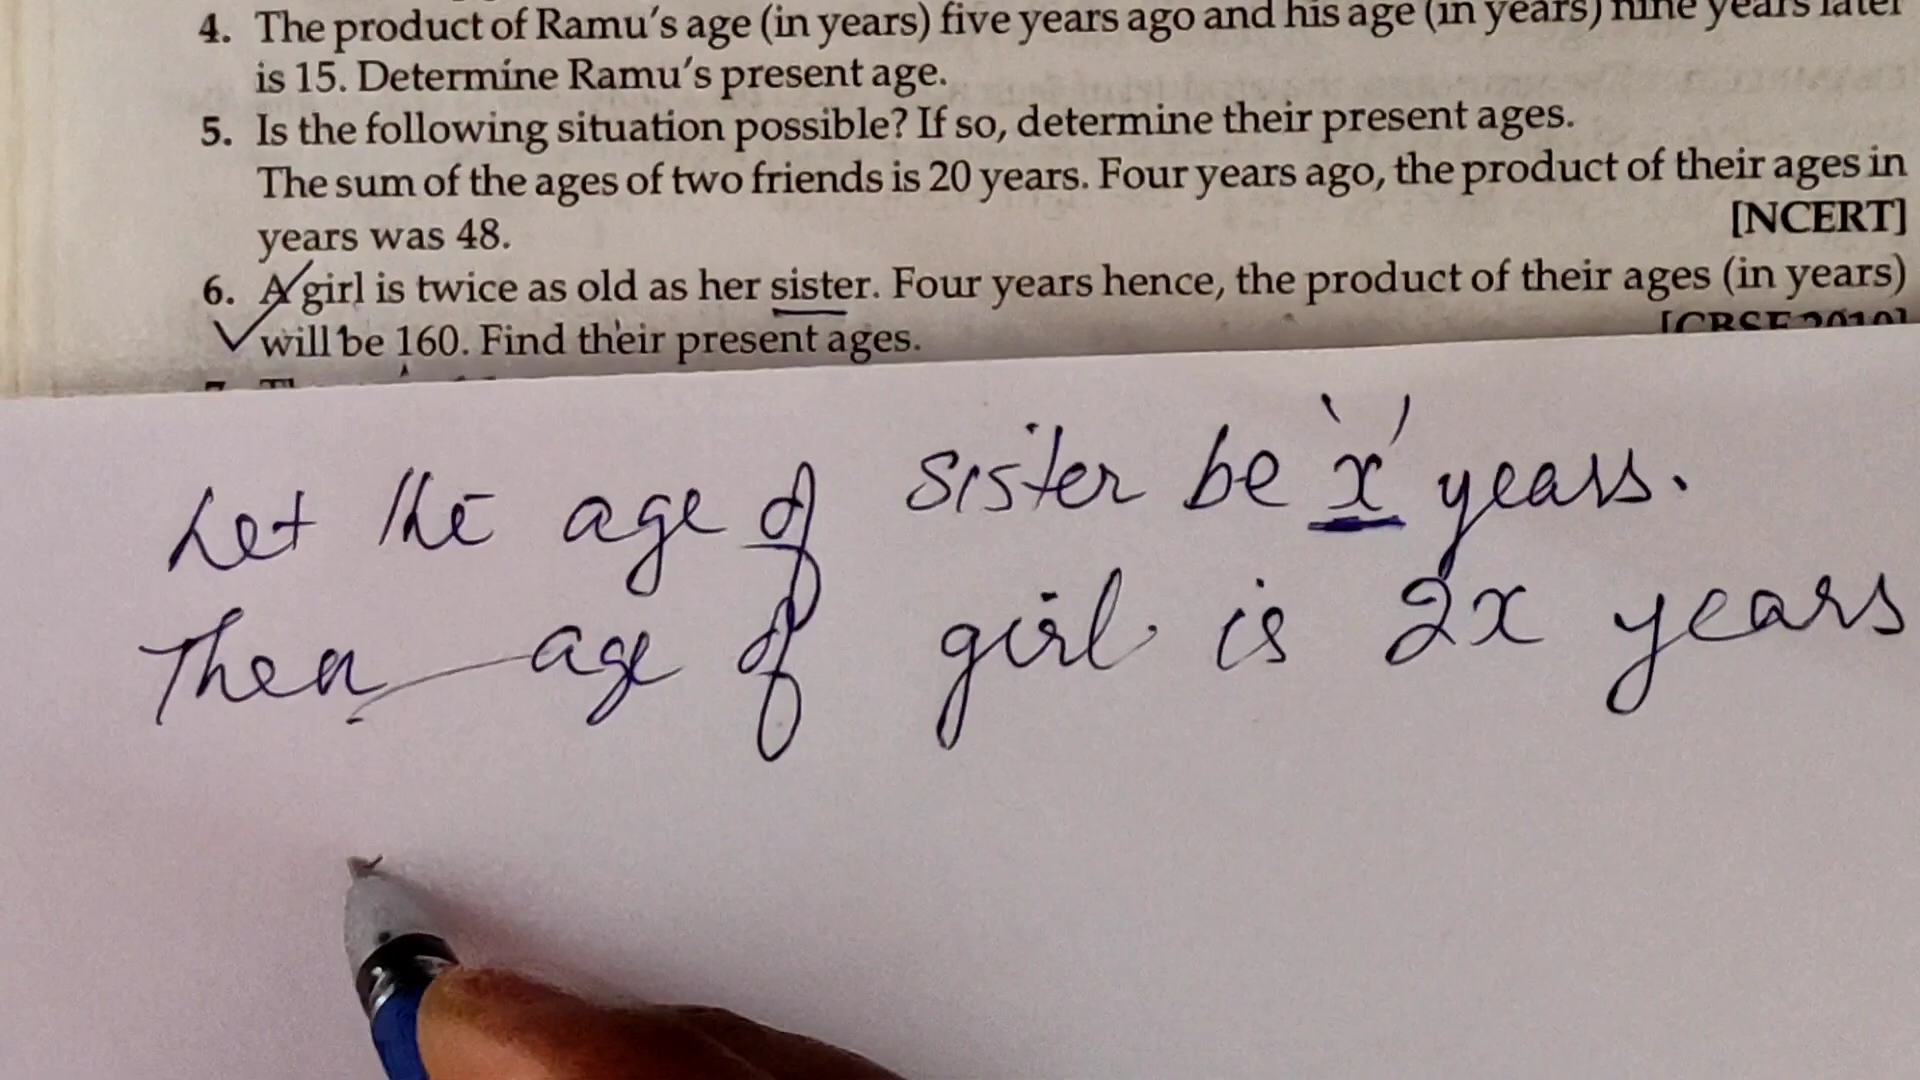 4. The product of Ramu's age (in years) five years ago and his age (in years) nine years later
is 15. Determine Ramu's present age.
5. Is the following situation possible? If so, determine their present ages.
The sum of the ages of two friends is 20 years. Four years ago, the product of their ages in
years was 48. [NCERT]
6. A girl is twice as old as her sister. Four years hence, the product of their ages (in years)
will be 160. Find their present ages. [CBSE 2010]
Let the age of sister be 'x' years.
Then age of girl is 2x years